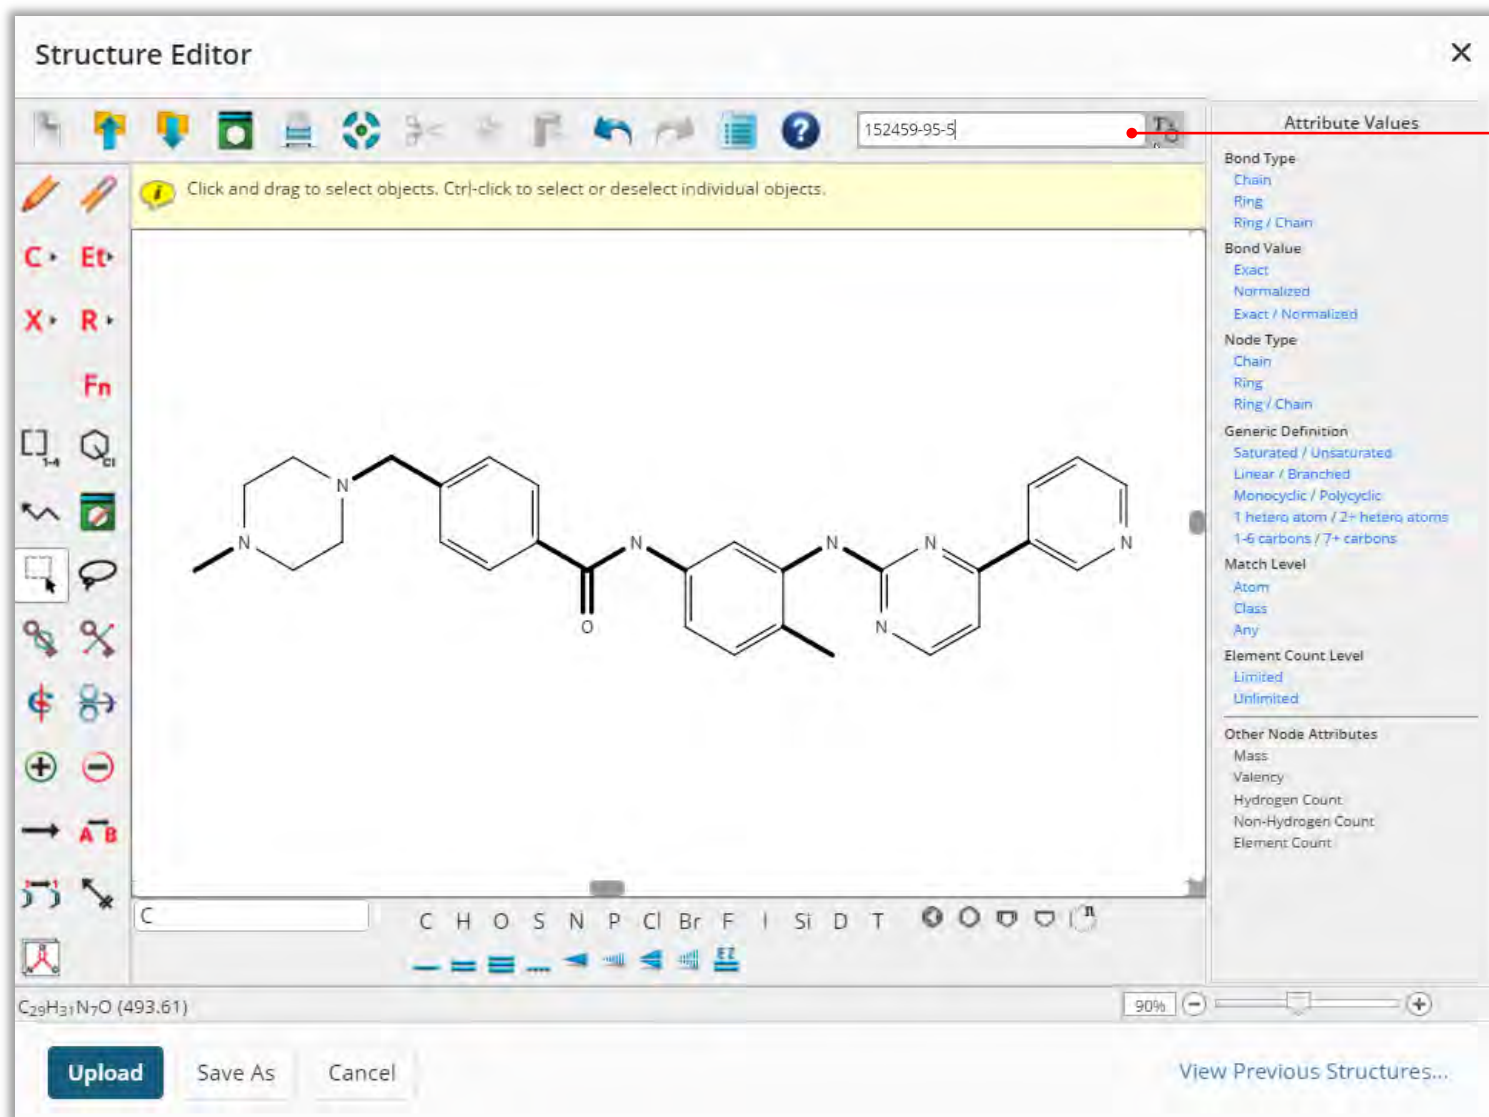 Structure Editor
152459-95-5
Click and drag to select objects. Ctrl-click to select or deselect individual objects.
C Et
X R
Fn
1-4 Cl
N
N
N
O
N
N
N
N
A B
C
C H O S N P Cl Br F I Si D T n
EZ
C₂₉H₃₁N₇O (493.61)
90%
Upload Save As Cancel
View Previous Structures...
Attribute Values
Bond Type
Chain
Ring
Ring / Chain
Bond Value
Exact
Normalized
Exact / Normalized
Node Type
Chain
Ring
Ring / Chain
Generic Definition
Saturated / Unsaturated
Linear / Branched
Monocyclic / Polycyclic
1 hetero atom / 2+ hetero atoms
1-6 carbons / 7+ carbons
Match Level
Atom
Class
Any
Element Count Level
Limited
Unlimited
Other Node Attributes
Mass
Valency
Hydrogen Count
Non-Hydrogen Count
Element Count